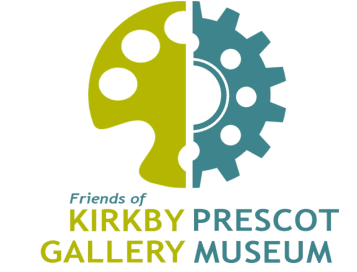 Friends of
KIRKBY PRESCOT
GALLERY MUSEUM